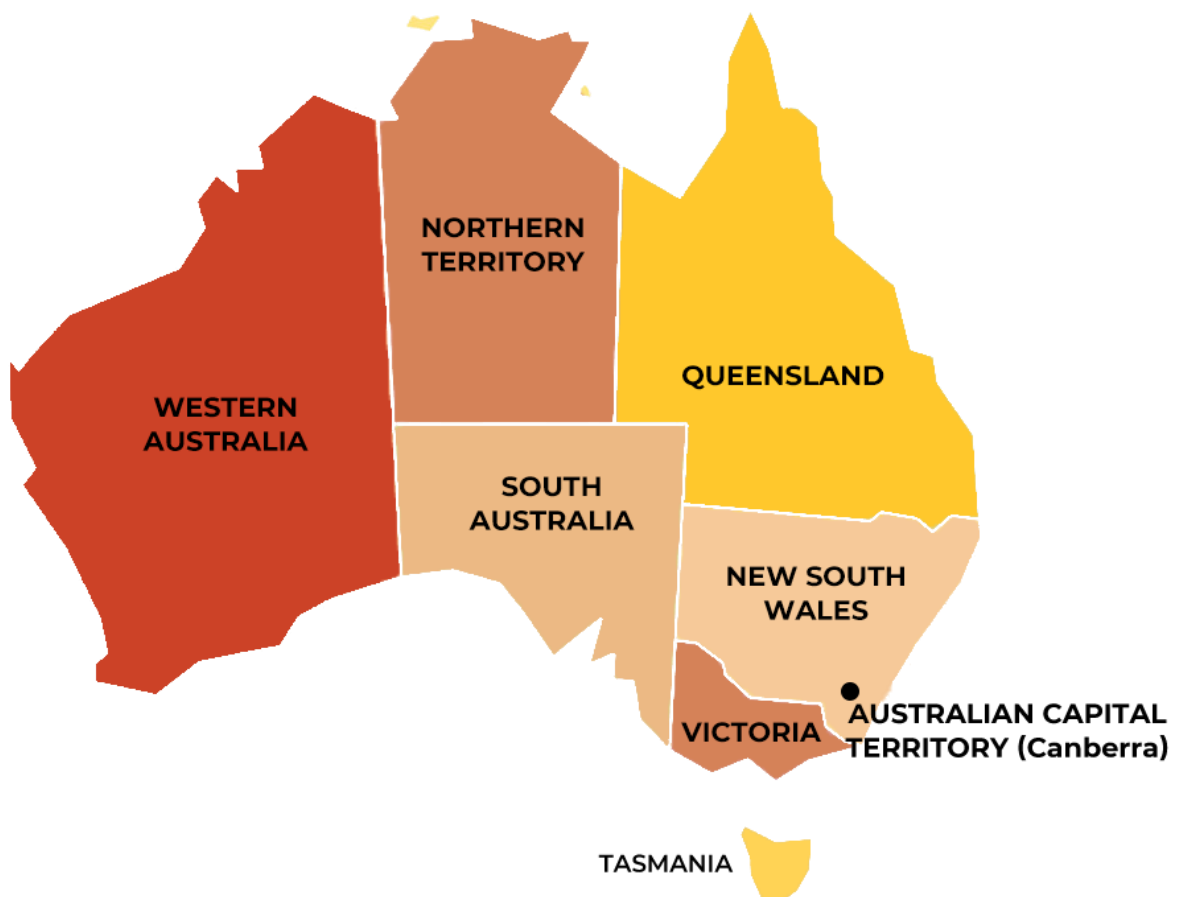 NORTHERN
TERRITORY
QUEENSLAND
WESTERN
AUSTRALIA
SOUTH
AUSTRALIA
NEW SOUTH
WALES
AUSTRALIAN CAPITAL
TERRITORY (Canberra)
VICTORIA
TASMANIA